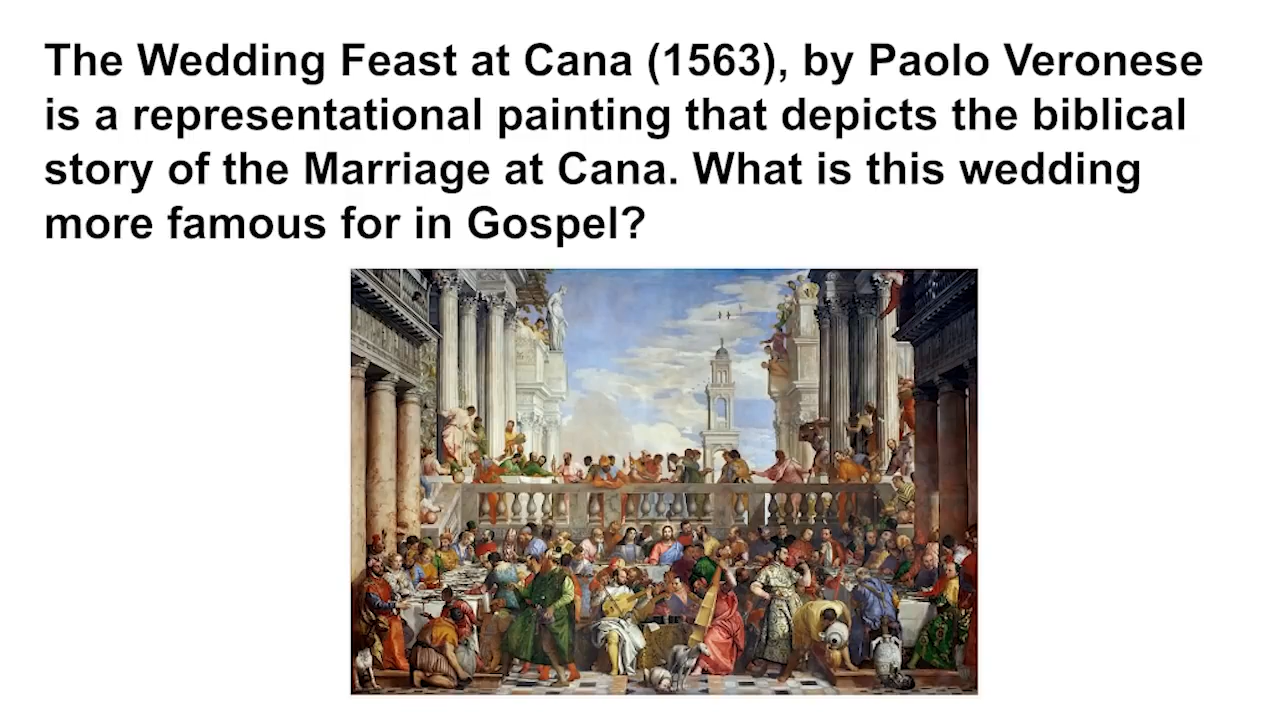 The Wedding Feast at Cana (1563), by Paolo Veronese
is a representational painting that depicts the biblical
story of the Marriage at Cana. What is this wedding
more famous for in Gospel?